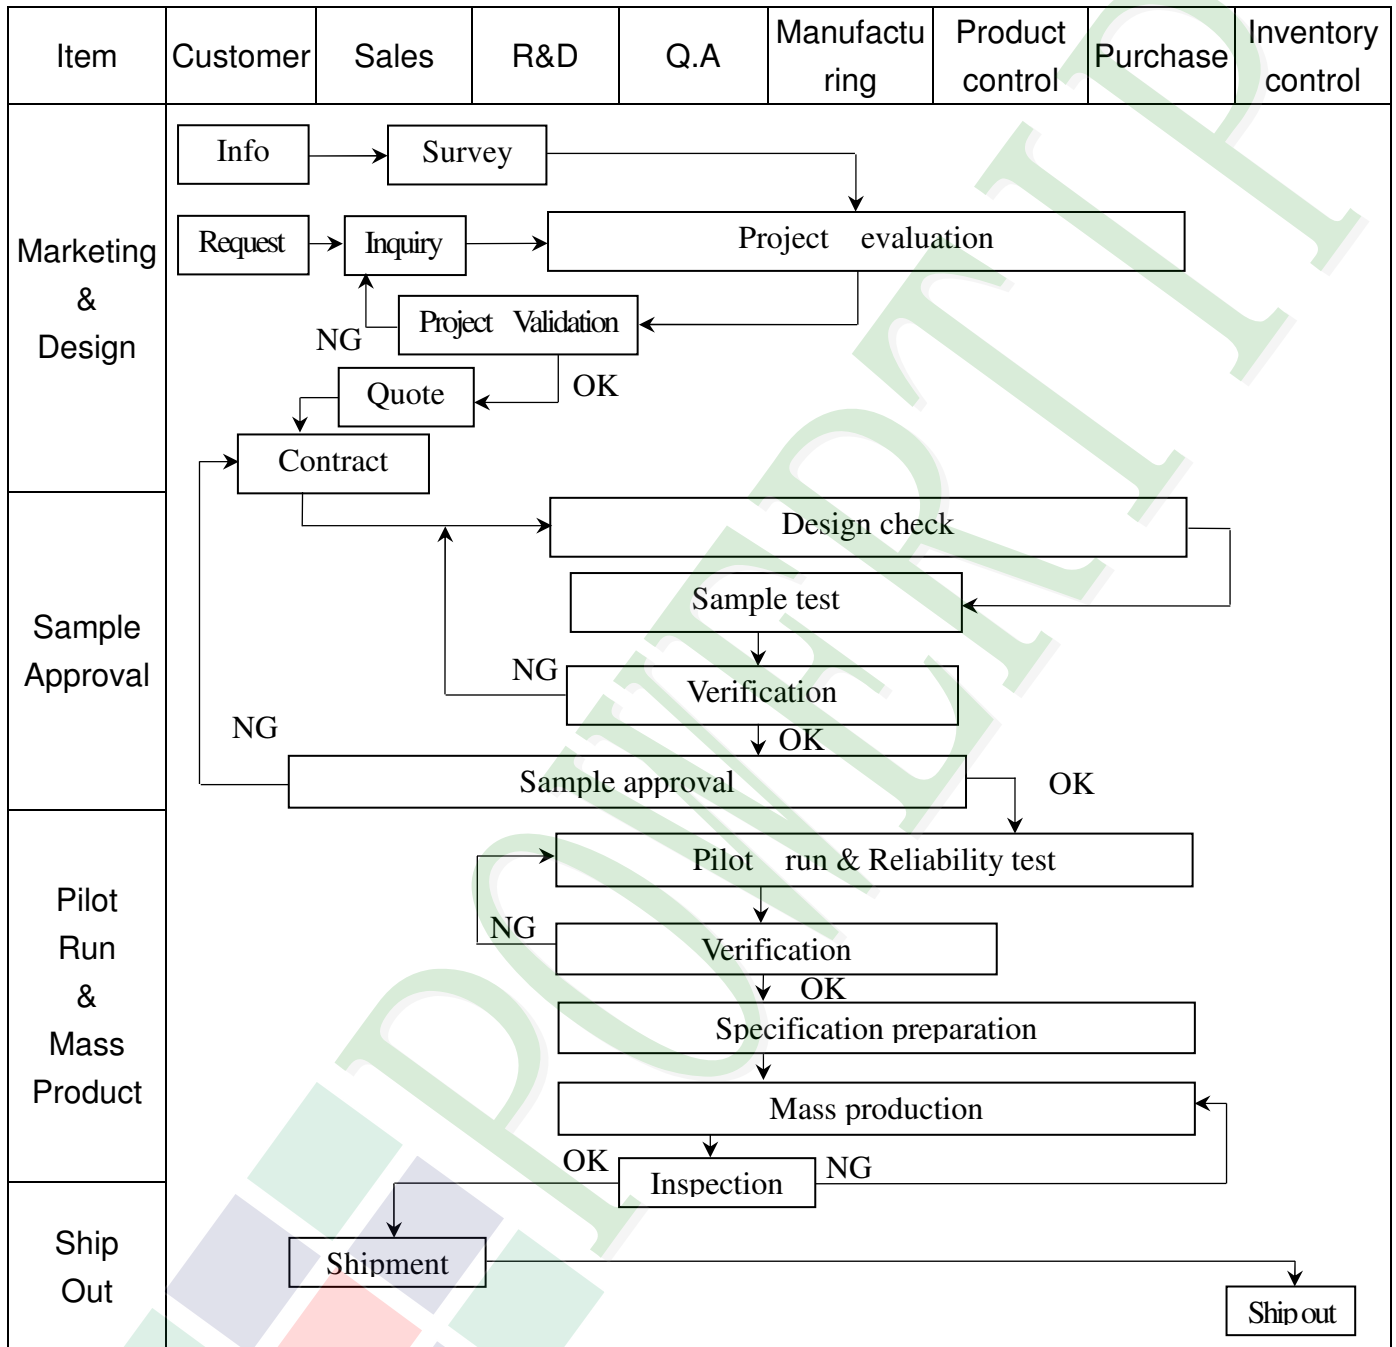 Item
Customer
Sales
R&D
Q.A
Manufactu
ring
Product
control
Purchase
Inventory
control
Marketing
&
Design
Info
Survey
Request
Inquiry
Project evaluation
Project Validation
NG
OK
Quote
Contract
Sample
Approval
Design check
Sample test
NG
Verification
OK
NG
Sample approval
OK
Pilot
Run
&
Mass
Product
Pilot run & Reliability test
NG
Verification
OK
Specification preparation
Mass production
OK
Inspection
NG
Ship
Out
Shipment
Ship out
POWERTIP